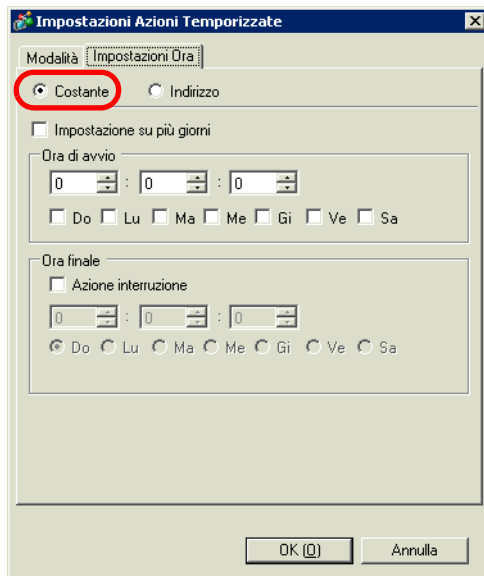 Impostazioni Azioni Temporizzate
Modalità Impostazioni Ora
Costante Indirizzo
Impostazione su più giorni
Ora di avvio
0 : 0 : 0
Do Lu Ma Me Gi Ve Sa
Ora finale
Azione interruzione
0 : 0 : 0
Do Lu Ma Me Gi Ve Sa
OK (O) Annulla